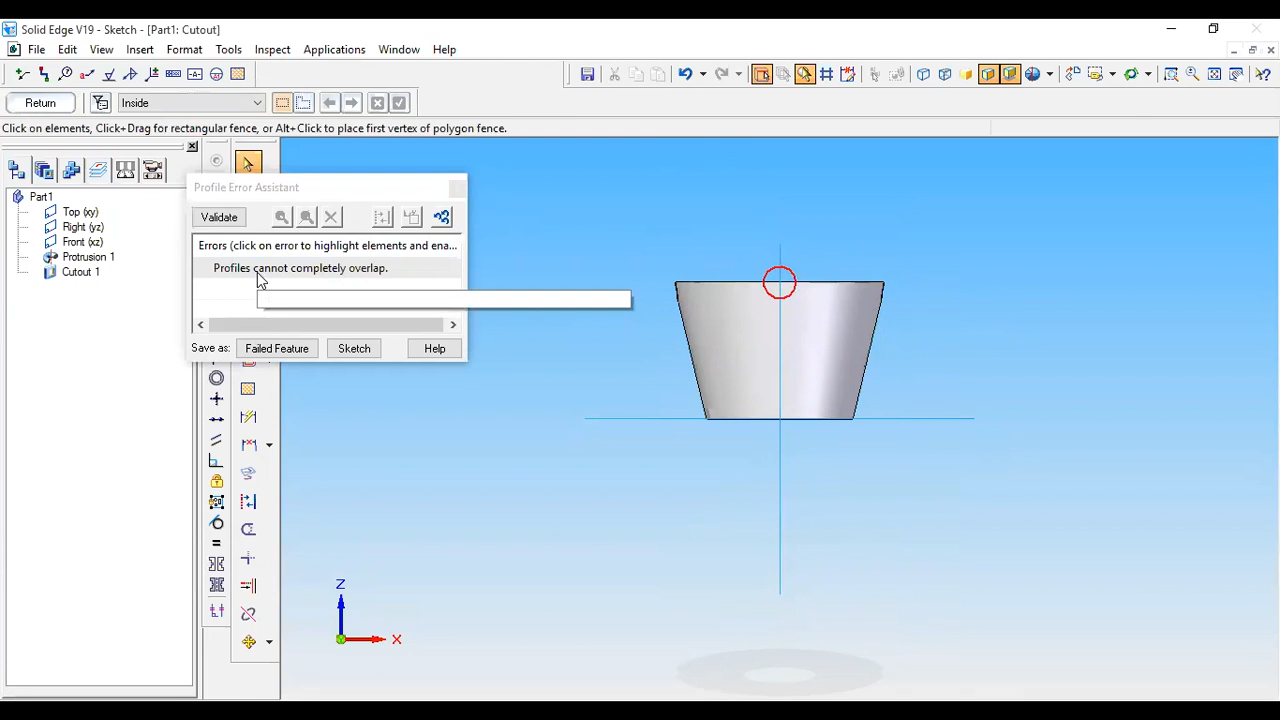 Solid Edge V19 - Sketch - [Part1: Cutout]
File Edit View Insert Format Tools Inspect Applications Window Help
Return Inside
Click on elements, Click+Drag for rectangular fence, or Alt+Click to place first vertex of polygon fence.
Part1
Top (xy)
Right (yz)
Front (xz)
Protrusion 1
Cutout 1
Profile Error Assistant
Validate
Errors (click on error to highlight elements and ena...
Profiles cannot completely overlap.
Save as: Failed Feature Sketch Help
Z
X